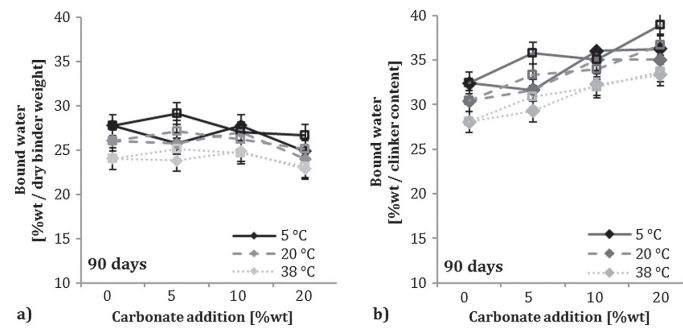 40
35
30
25
20
15
10
Bound water
[%wt / dry binder weight]
5 °C
20 °C
38 °C
90 days
0 5 10 20
a)
Carbonate addition [%wt]
40
35
30
25
20
15
10
Bound water
[%wt / clinker content]
5 °C
20 °C
38 °C
90 days
0 5 10 20
b)
Carbonate addition [%wt]